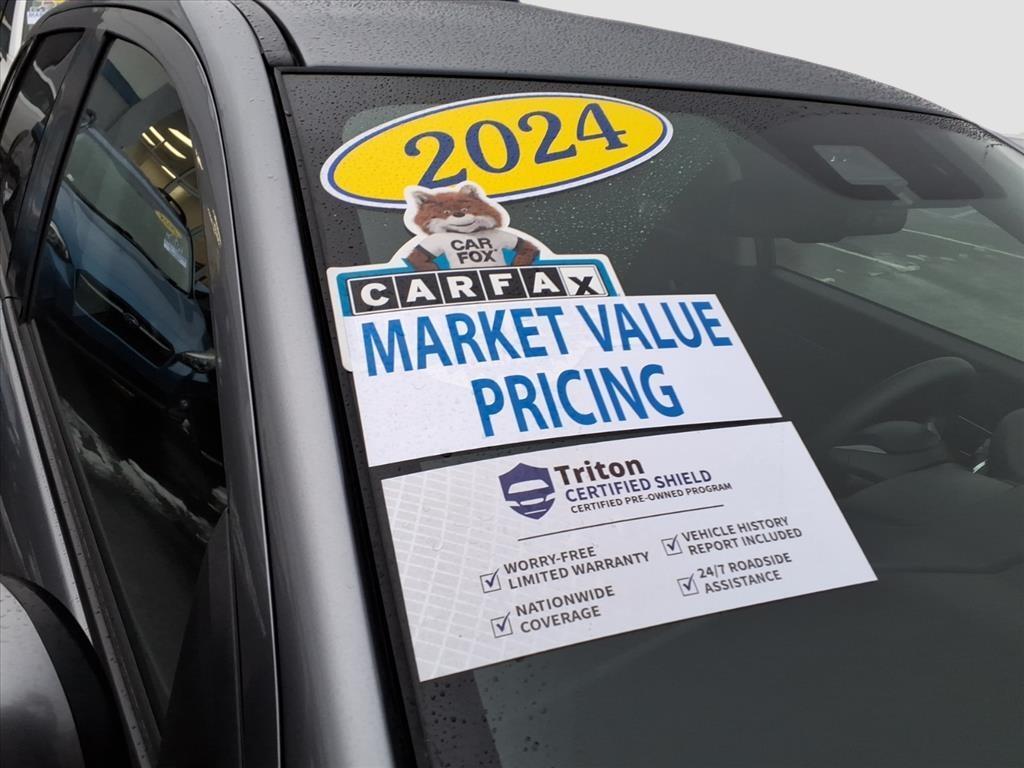 2024
CAR
FOX
CARFAX
MARKET VALUE
PRICING
Triton
CERTIFIED SHIELD
CERTIFIED PRE-OWNED PROGRAM
WORRY-FREE
LIMITED WARRANTY
VEHICLE HISTORY
REPORT INCLUDED
NATIONWIDE
COVERAGE
24/7 ROADSIDE
ASSISTANCE